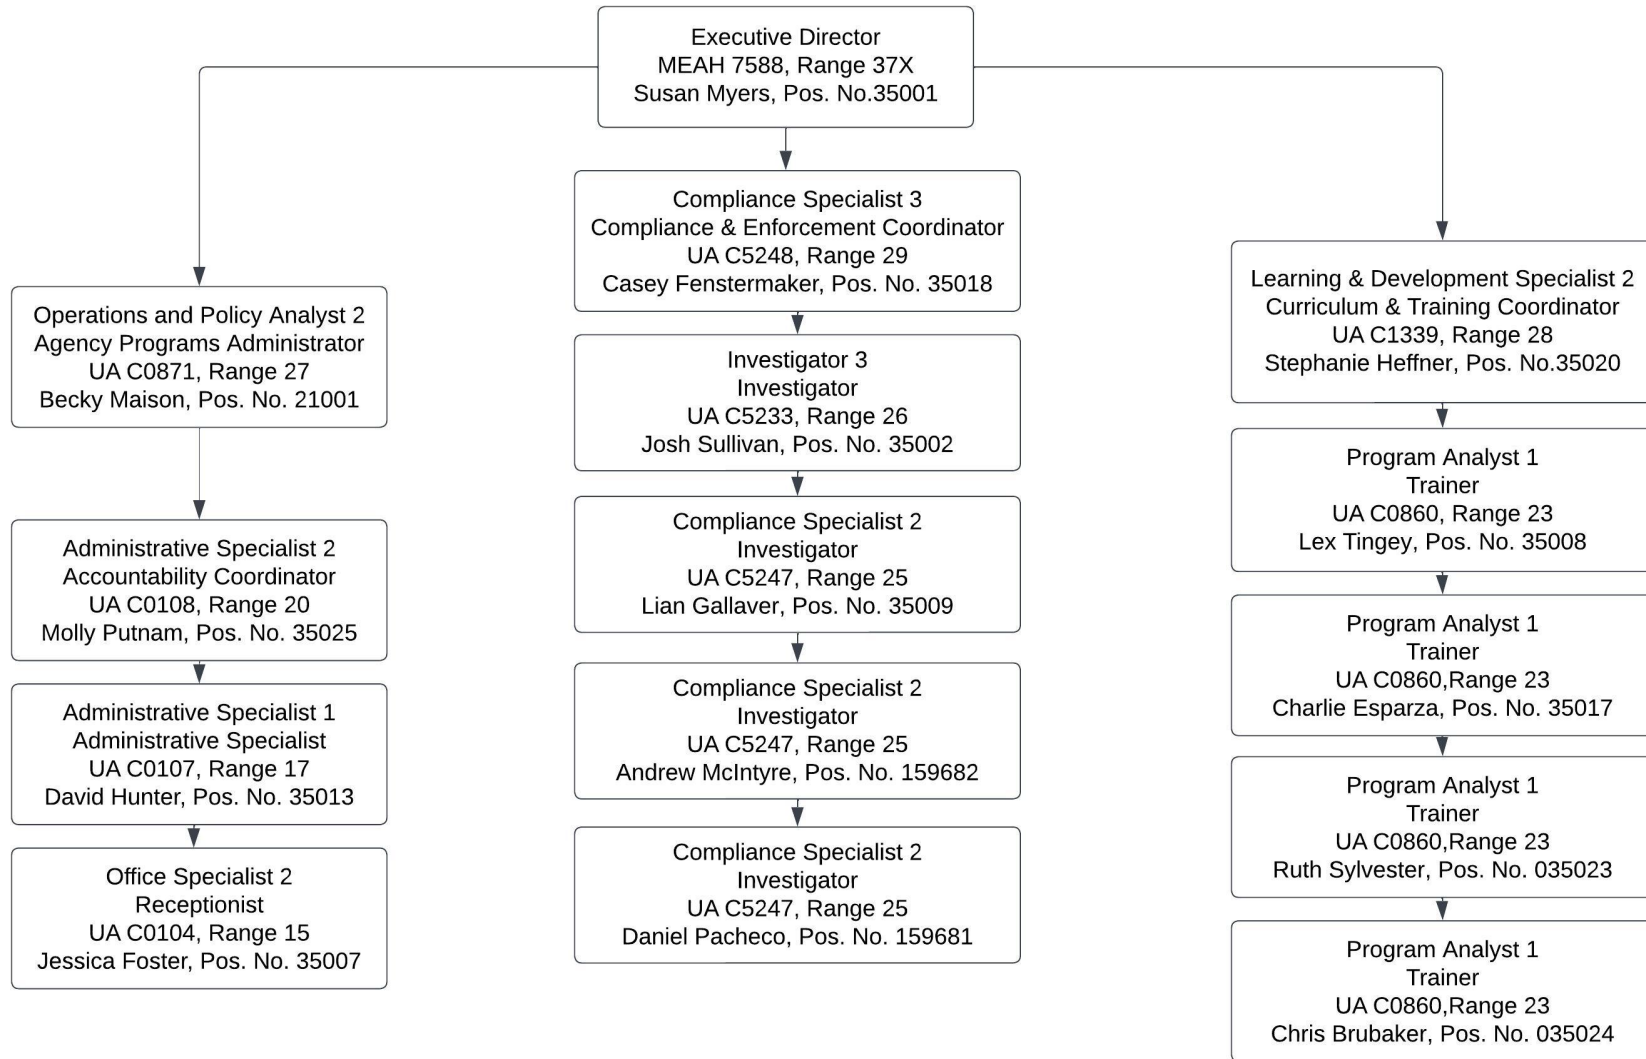 Executive Director
MEAH 7588, Range 37X
Susan Myers, Pos. No.35001
Operations and Policy Analyst 2
Agency Programs Administrator
UA C0871, Range 27
Becky Maison, Pos. No. 21001
Administrative Specialist 2
Accountability Coordinator
UA C0108, Range 20
Molly Putnam, Pos. No. 35025
Administrative Specialist 1
Administrative Specialist
UA C0107, Range 17
David Hunter, Pos. No. 35013
Office Specialist 2
Receptionist
UA C0104, Range 15
Jessica Foster, Pos. No. 35007
Compliance Specialist 3
Compliance & Enforcement Coordinator
UA C5248, Range 29
Casey Fenstermaker, Pos. No. 35018
Investigator 3
Investigator
UA C5233, Range 26
Josh Sullivan, Pos. No. 35002
Compliance Specialist 2
Investigator
UA C5247, Range 25
Lian Gallaver, Pos. No. 35009
Compliance Specialist 2
Investigator
UA C5247, Range 25
Andrew McIntyre, Pos. No. 159682
Compliance Specialist 2
Investigator
UA C5247, Range 25
Daniel Pacheco, Pos. No. 159681
Learning & Development Specialist 2
Curriculum & Training Coordinator
UA C1339, Range 28
Stephanie Heffner, Pos. No.35020
Program Analyst 1
Trainer
UA C0860, Range 23
Lex Tingey, Pos. No. 35008
Program Analyst 1
Trainer
UA C0860,Range 23
Charlie Esparza, Pos. No. 35017
Program Analyst 1
Trainer
UA C0860,Range 23
Ruth Sylvester, Pos. No. 035023
Program Analyst 1
Trainer
UA C0860,Range 23
Chris Brubaker, Pos. No. 035024